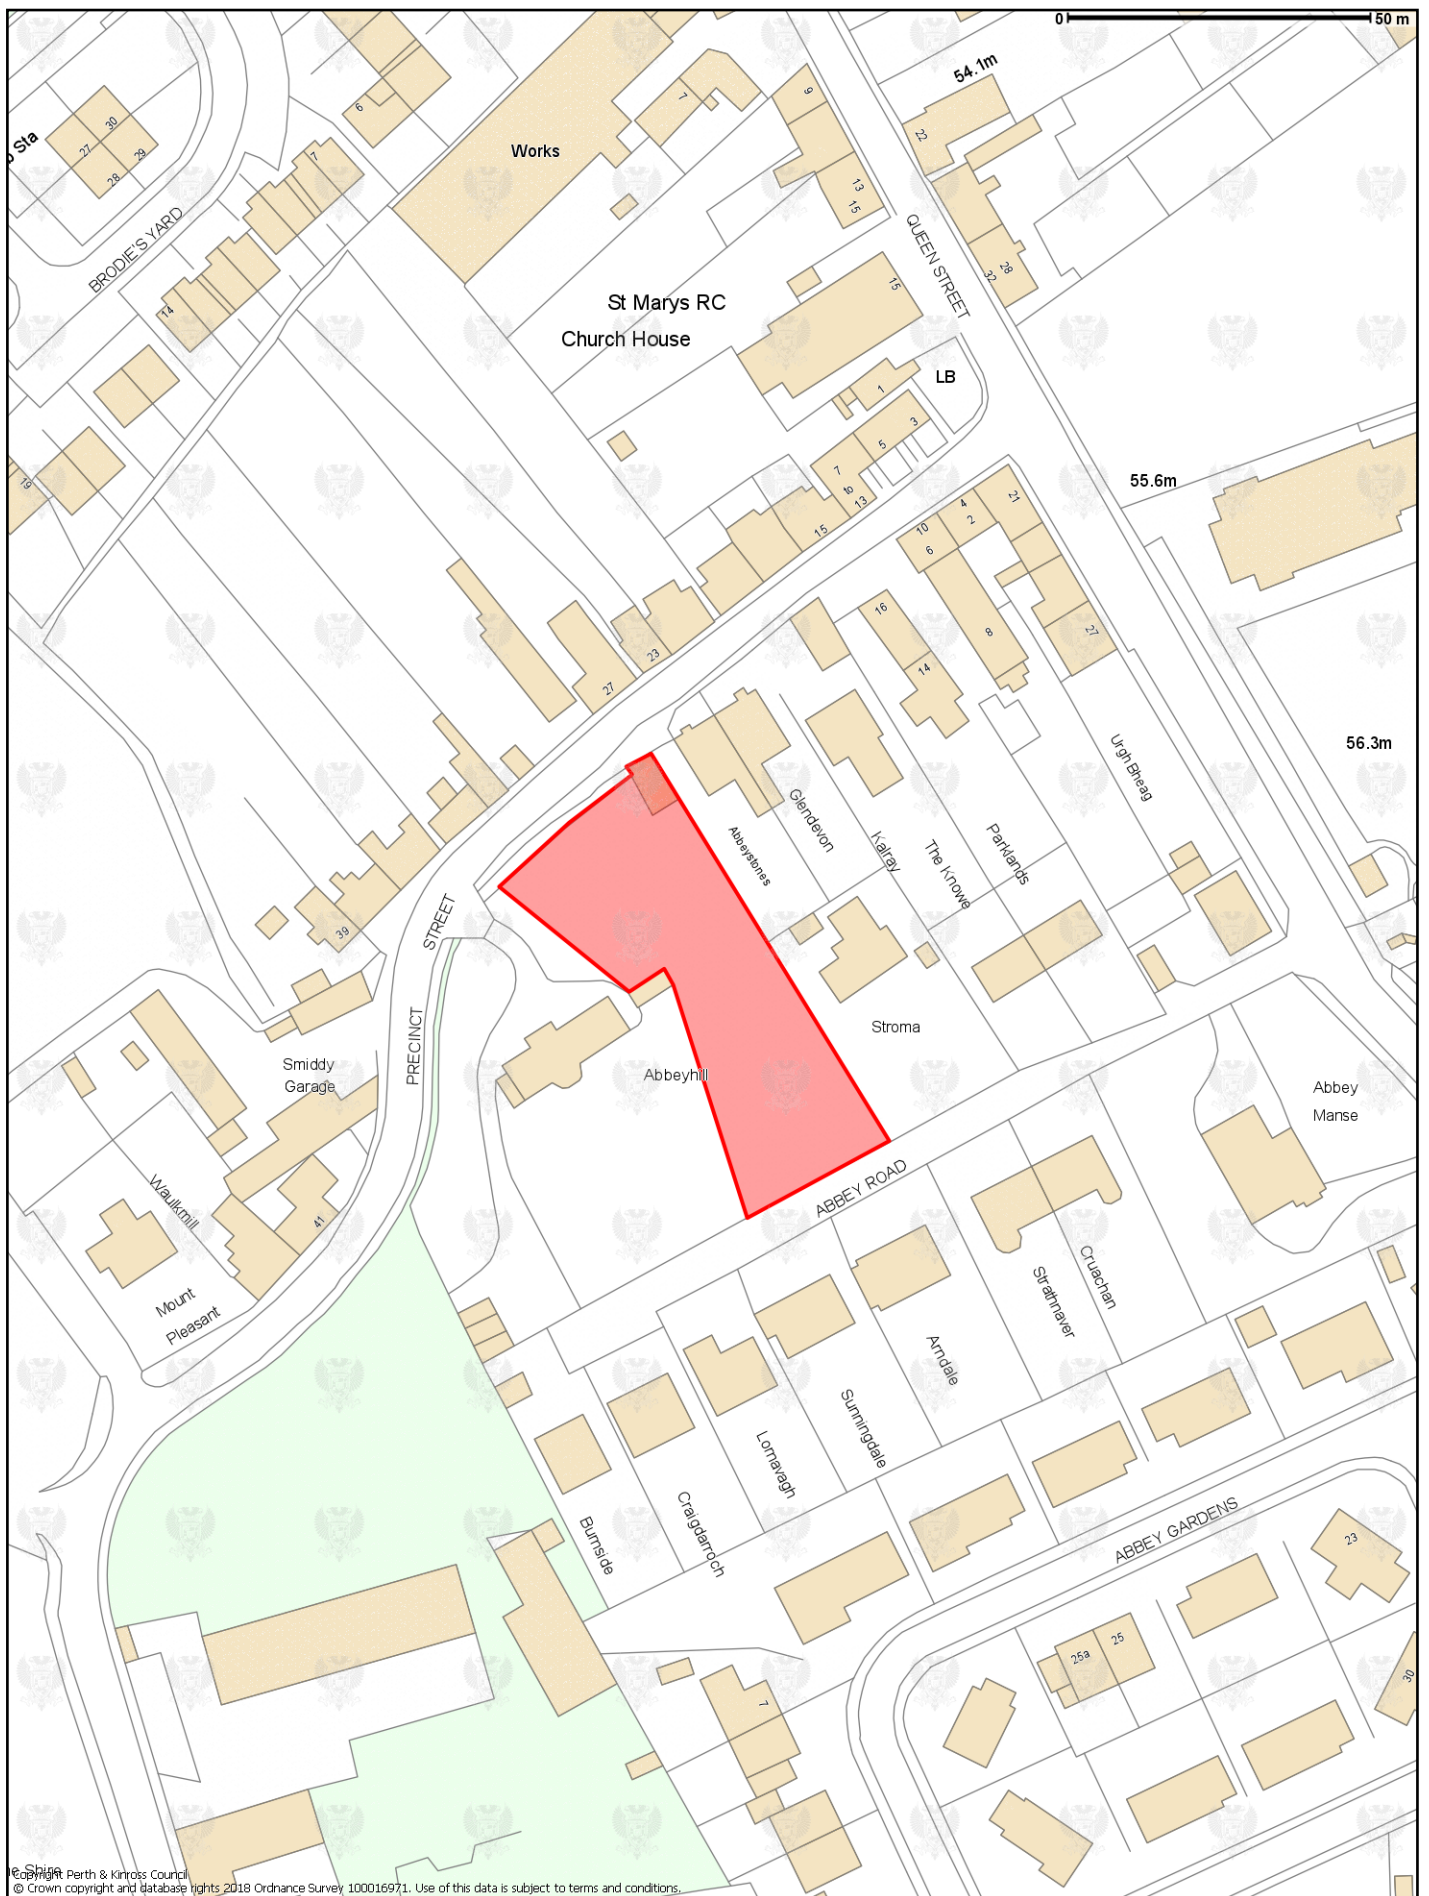 0
50 m
54.1m
9
22
6
7
30
27
29
28
Sta
Works
7
13
15
BRODIE'S YARD
QUEEN STREET
28
32
15
14
St Marys RC
Church House
LB
1
3
5
7
to
13
15
19
55.6m
21
4
2
10
6
16
8
27
14
23
27
56.3m
Urgh Bheag
Glendevon
Abbeystones
Kalray
The Knowe
Parklands
39
PRECINCT STREET
Stroma
Smiddy
Garage
Abbeyhill
Abbey
Manse
Waulkmill
41
ABBEY ROAD
Mount
Pleasant
Cruachan
Strathnaver
Arndale
Sunningdale
Lornavagh
Craigdarroch
Burnside
ABBEY GARDENS
23
25
25a
30
7
e Shire
Copyright Perth & Kinross Council
© Crown copyright and database rights 2018 Ordnance Survey 100016971. Use of this data is subject to terms and conditions.